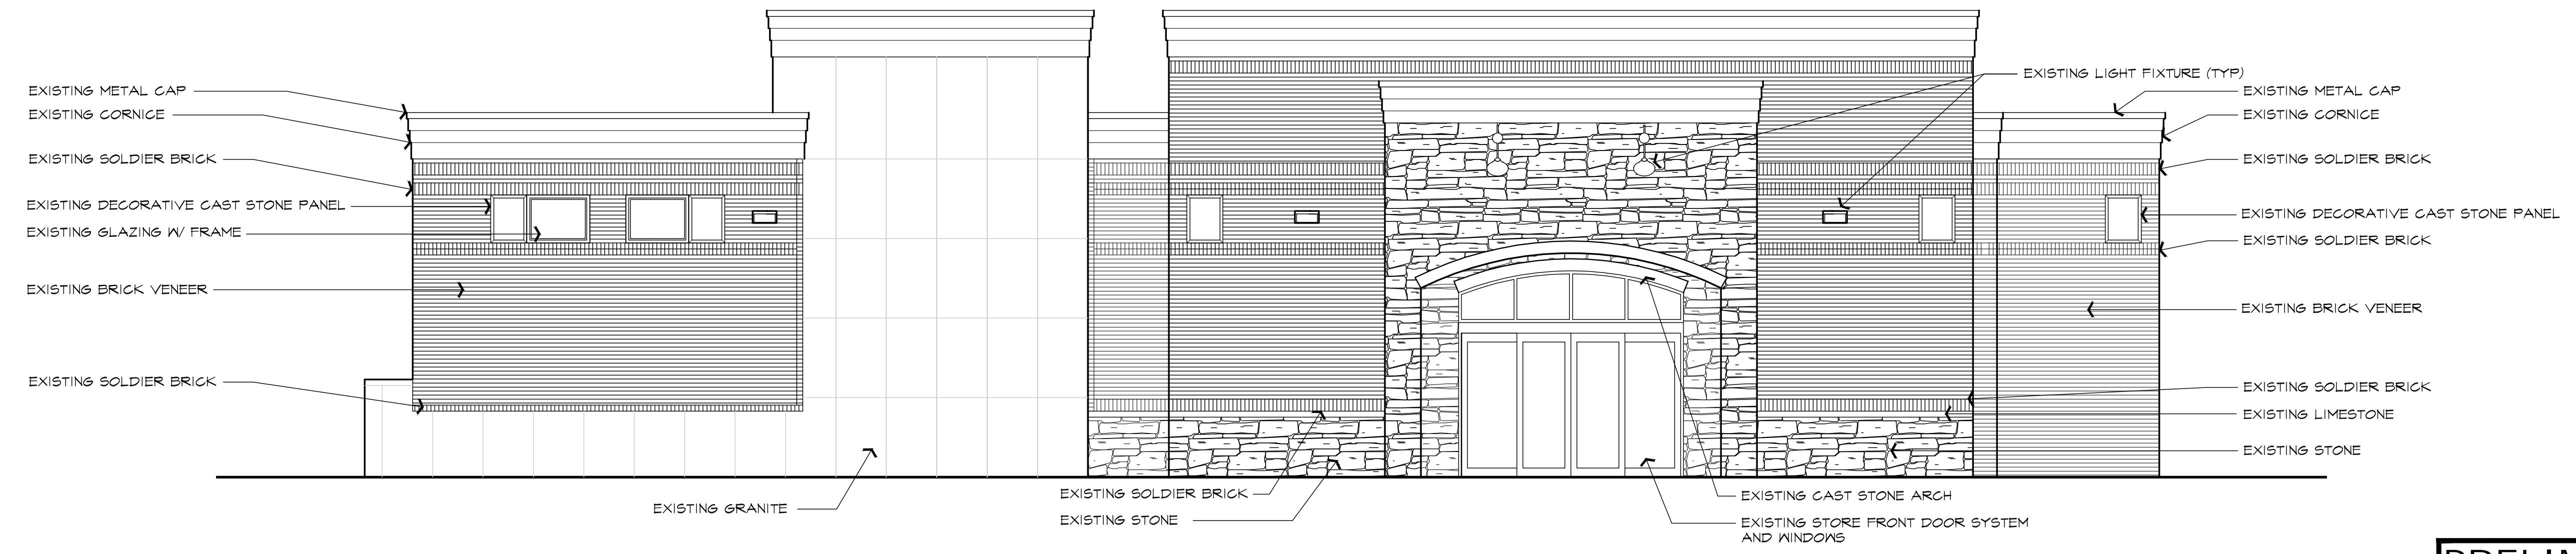 EXISTING METAL CAP
EXISTING CORNICE
EXISTING SOLDIER BRICK
EXISTING DECORATIVE CAST STONE PANEL
EXISTING GLAZING W/ FRAME
EXISTING BRICK VENEER
EXISTING SOLDIER BRICK
EXISTING GRANITE
EXISTING SOLDIER BRICK
EXISTING STONE
EXISTING CAST STONE ARCH
EXISTING STORE FRONT DOOR SYSTEM
AND WINDOWS
EXISTING LIGHT FIXTURE (TYP)
EXISTING METAL CAP
EXISTING CORNICE
EXISTING SOLDIER BRICK
EXISTING DECORATIVE CAST STONE PANEL
EXISTING SOLDIER BRICK
EXISTING BRICK VENEER
EXISTING SOLDIER BRICK
EXISTING LIMESTONE
EXISTING STONE